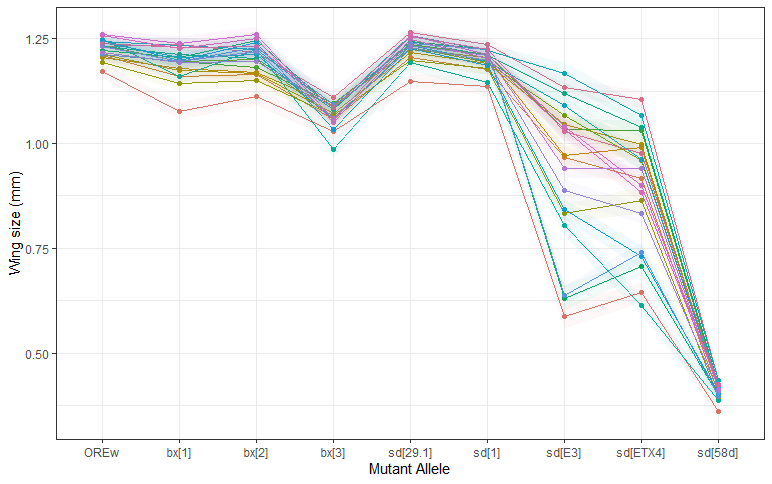 1.25
1.00
0.75
0.50
Wing size (mm)
OREw bx[1] bx[2] bx[3] sd[29.1] sd[1] sd[E3] sd[ETX4] sd[58d]
Mutant Allele